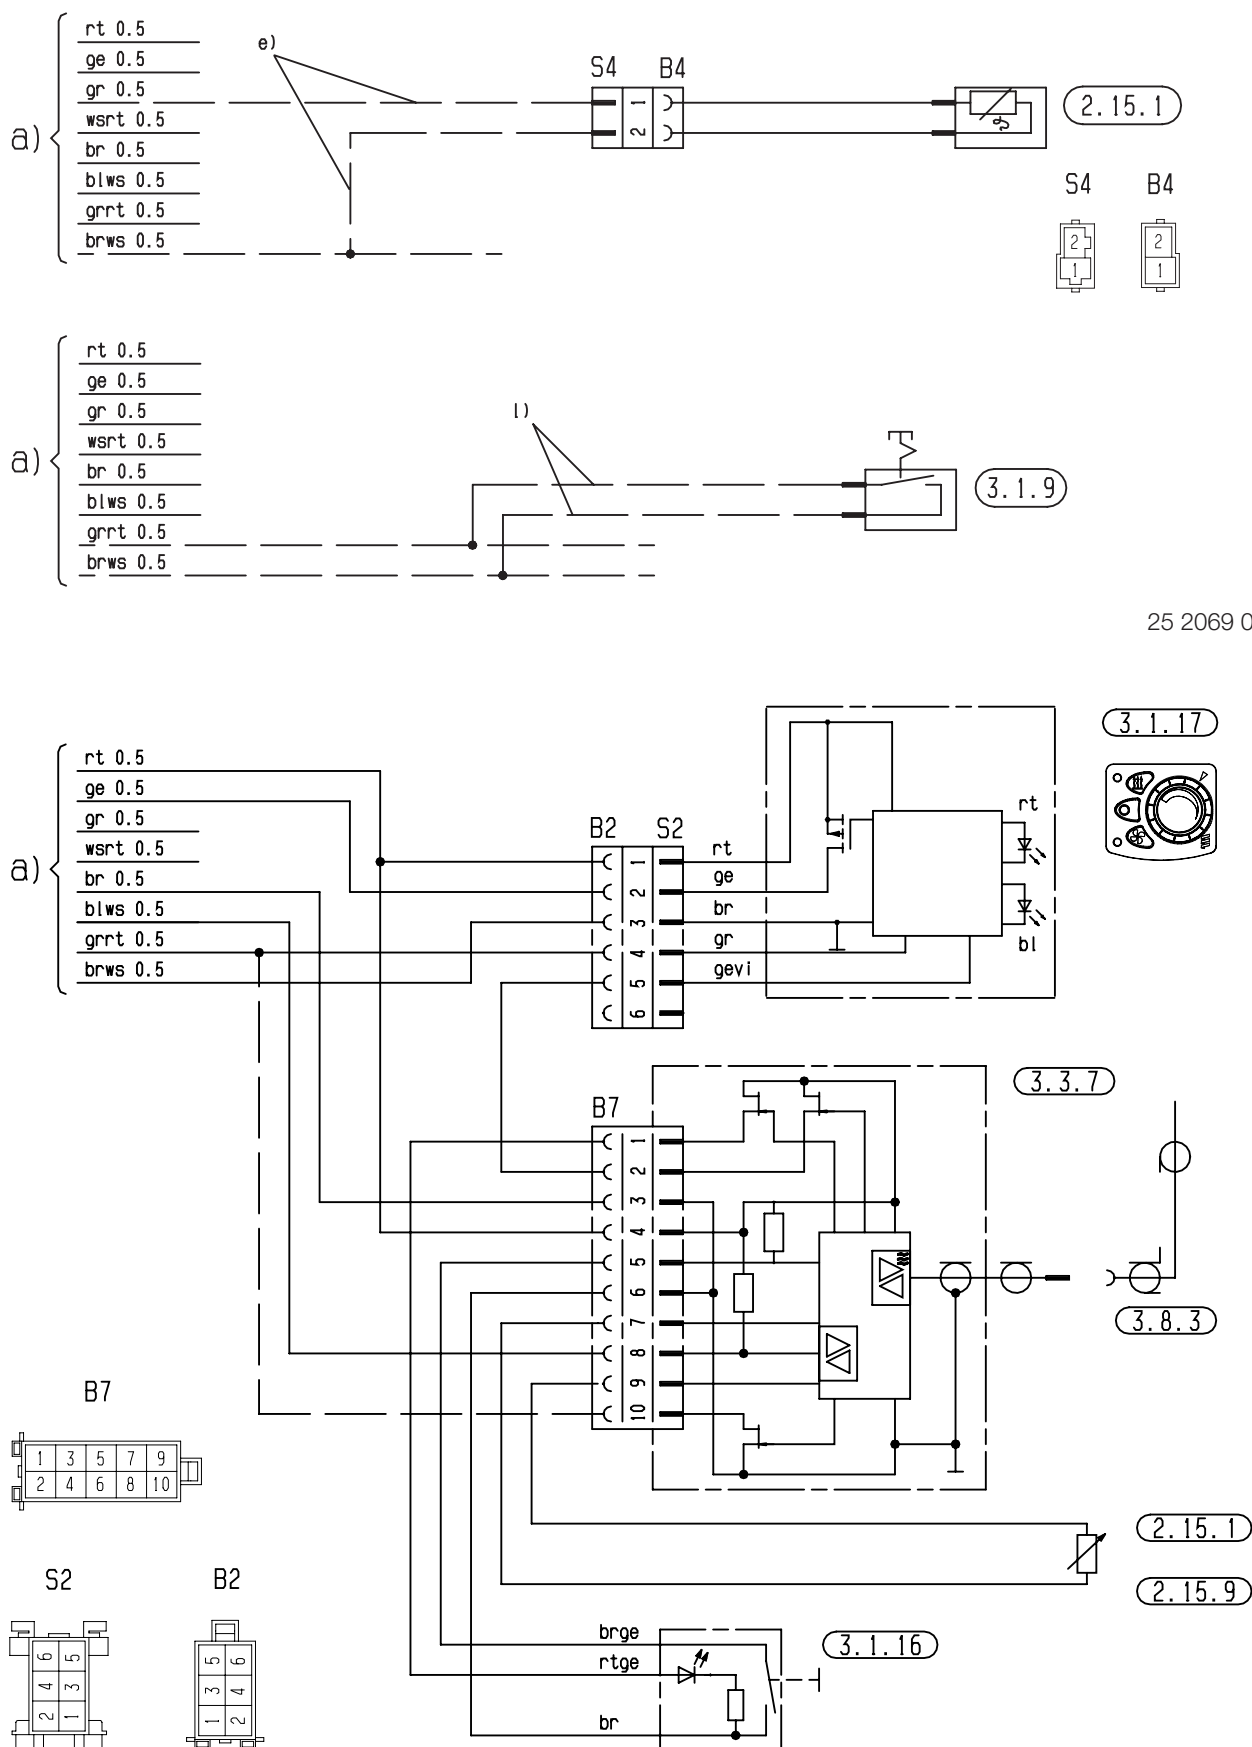 rt 0.5
ge 0.5
gr 0.5
wsrt 0.5
br 0.5
blws 0.5
grrt 0.5
brws 0.5
a)
e)
S4 B4
1
2
2.15.1
S4 B4
2 2
1 1
rt 0.5
ge 0.5
gr 0.5
wsrt 0.5
br 0.5
blws 0.5
grrt 0.5
brws 0.5
a)
l)
3.1.9
25 2069 0
rt 0.5
ge 0.5
gr 0.5
wsrt 0.5
br 0.5
blws 0.5
grrt 0.5
brws 0.5
a)
B2 S2
1
2
3
4
5
6
rt
ge
br
gr
gevi
rt
bl
3.1.17
3.3.7
B7
1
2
3
4
5
6
7
8
9
10
3.8.3
B7
1 3 5 7 9
2 4 6 8 10
2.15.1
2.15.9
S2 B2
6 5
4 3
2 1
5 6
3 4
1 2
brge
rtge
br
3.1.16